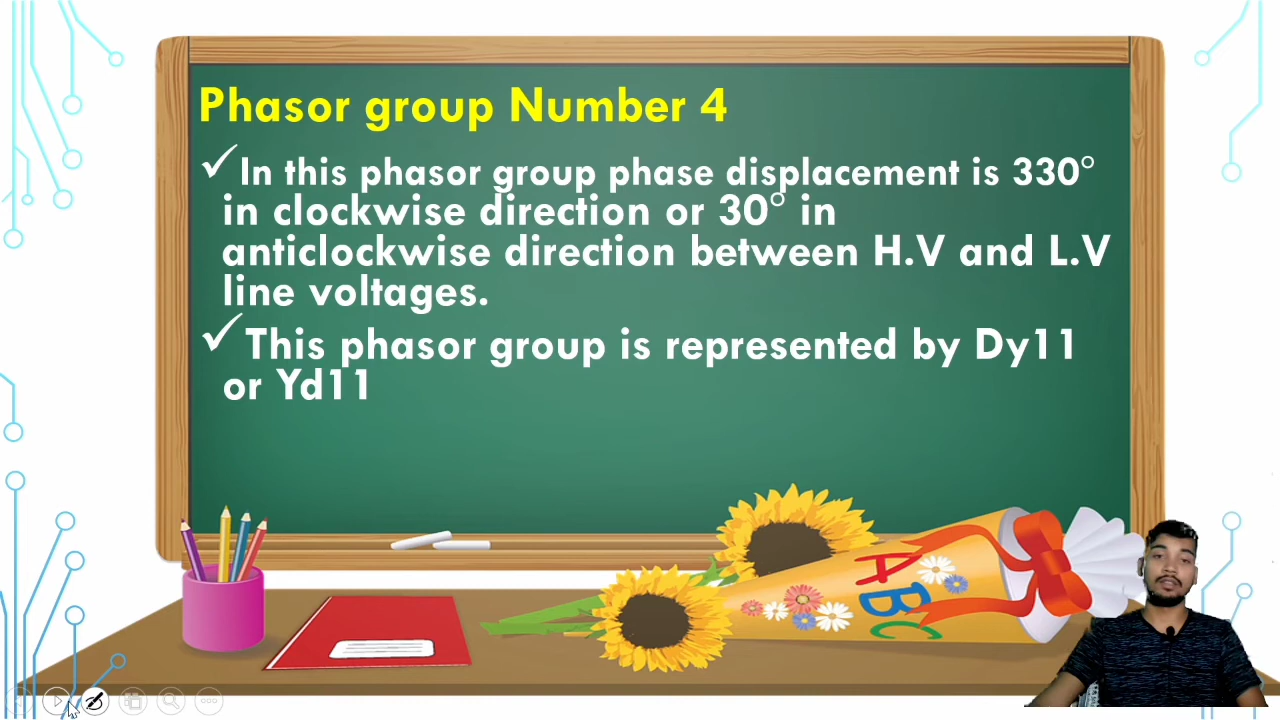 Phasor group Number 4
✓In this phasor group phase displacement is 330°
in clockwise direction or 30° in
anticlockwise direction between H.V and L.V
line voltages.
✓This phasor group is represented by Dy11
or Yd11
ABC